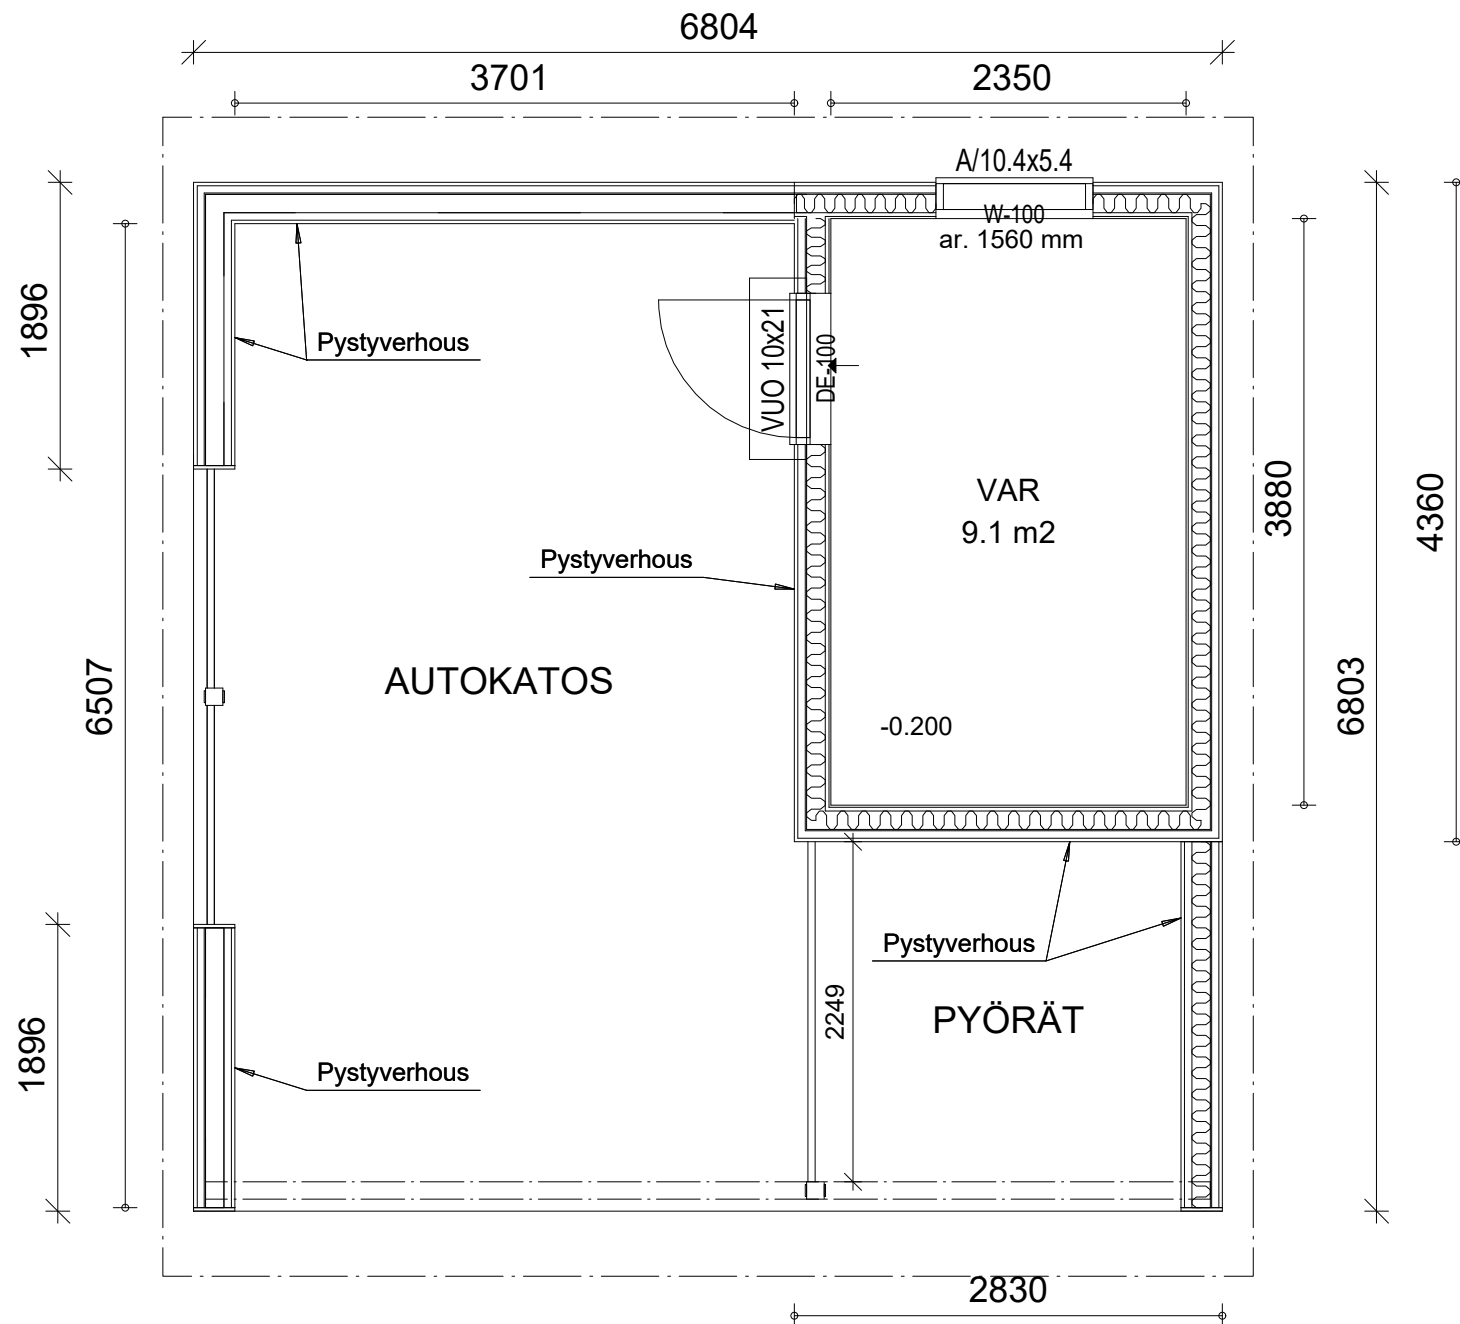 6804
3701
2350
A/10.4x5.4
W-100
ar. 1560 mm
1896
Pystyverhous
VUO 10x21
DE-100
VAR
9.1 m2
3880
4360
Pystyverhous
6507
AUTOKATOS
6803
-0.200
Pystyverhous
2249
PYÖRÄT
1896
Pystyverhous
2830